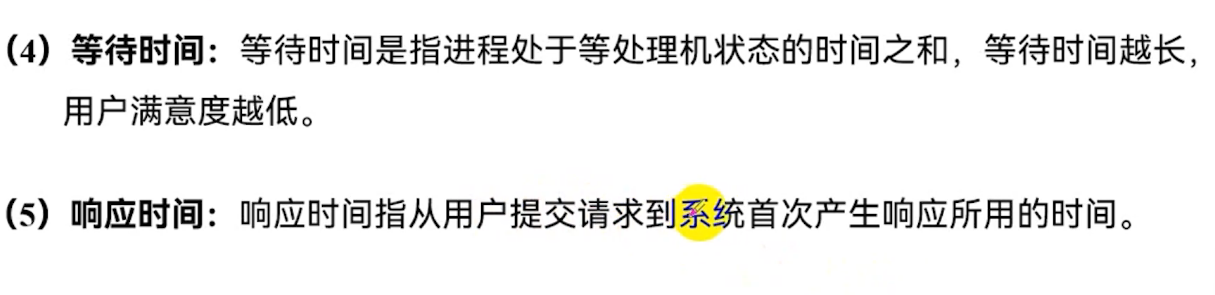 （4）等待时间：等待时间是指进程处于等处理机状态的时间之和，等待时间越长，
用户满意度越低。
（5）响应时间：响应时间指从用户提交请求到系统首次产生响应所用的时间。